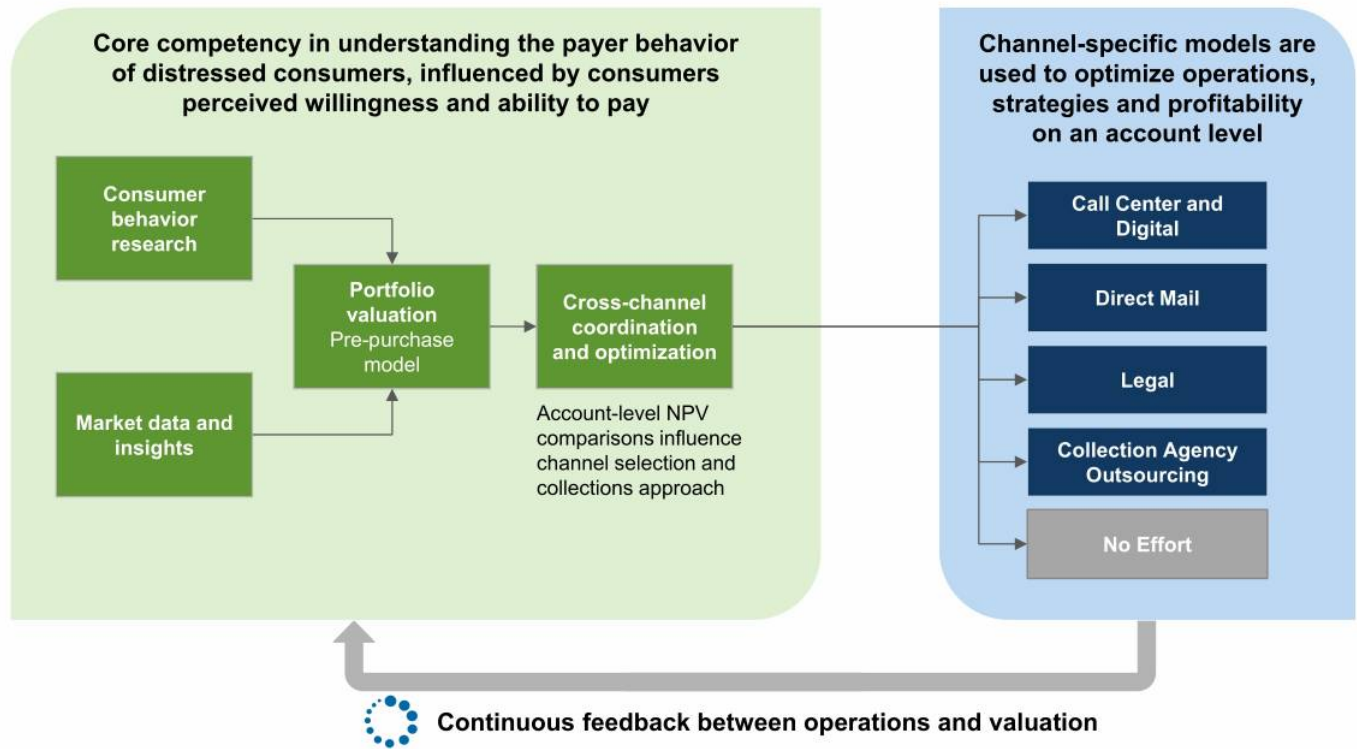 Core competency in understanding the payer behavior
of distressed consumers, influenced by consumers
perceived willingness and ability to pay
Consumer
behavior
research
Market data and
insights
Portfolio
valuation
Pre-purchase
model
Cross-channel
coordination
and optimization
Account-level NPV
comparisons influence
channel selection and
collections approach
Channel-specific models are
used to optimize operations,
strategies and profitability
on an account level
Call Center and
Digital
Direct Mail
Legal
Collection Agency
Outsourcing
No Effort
Continuous feedback between operations and valuation